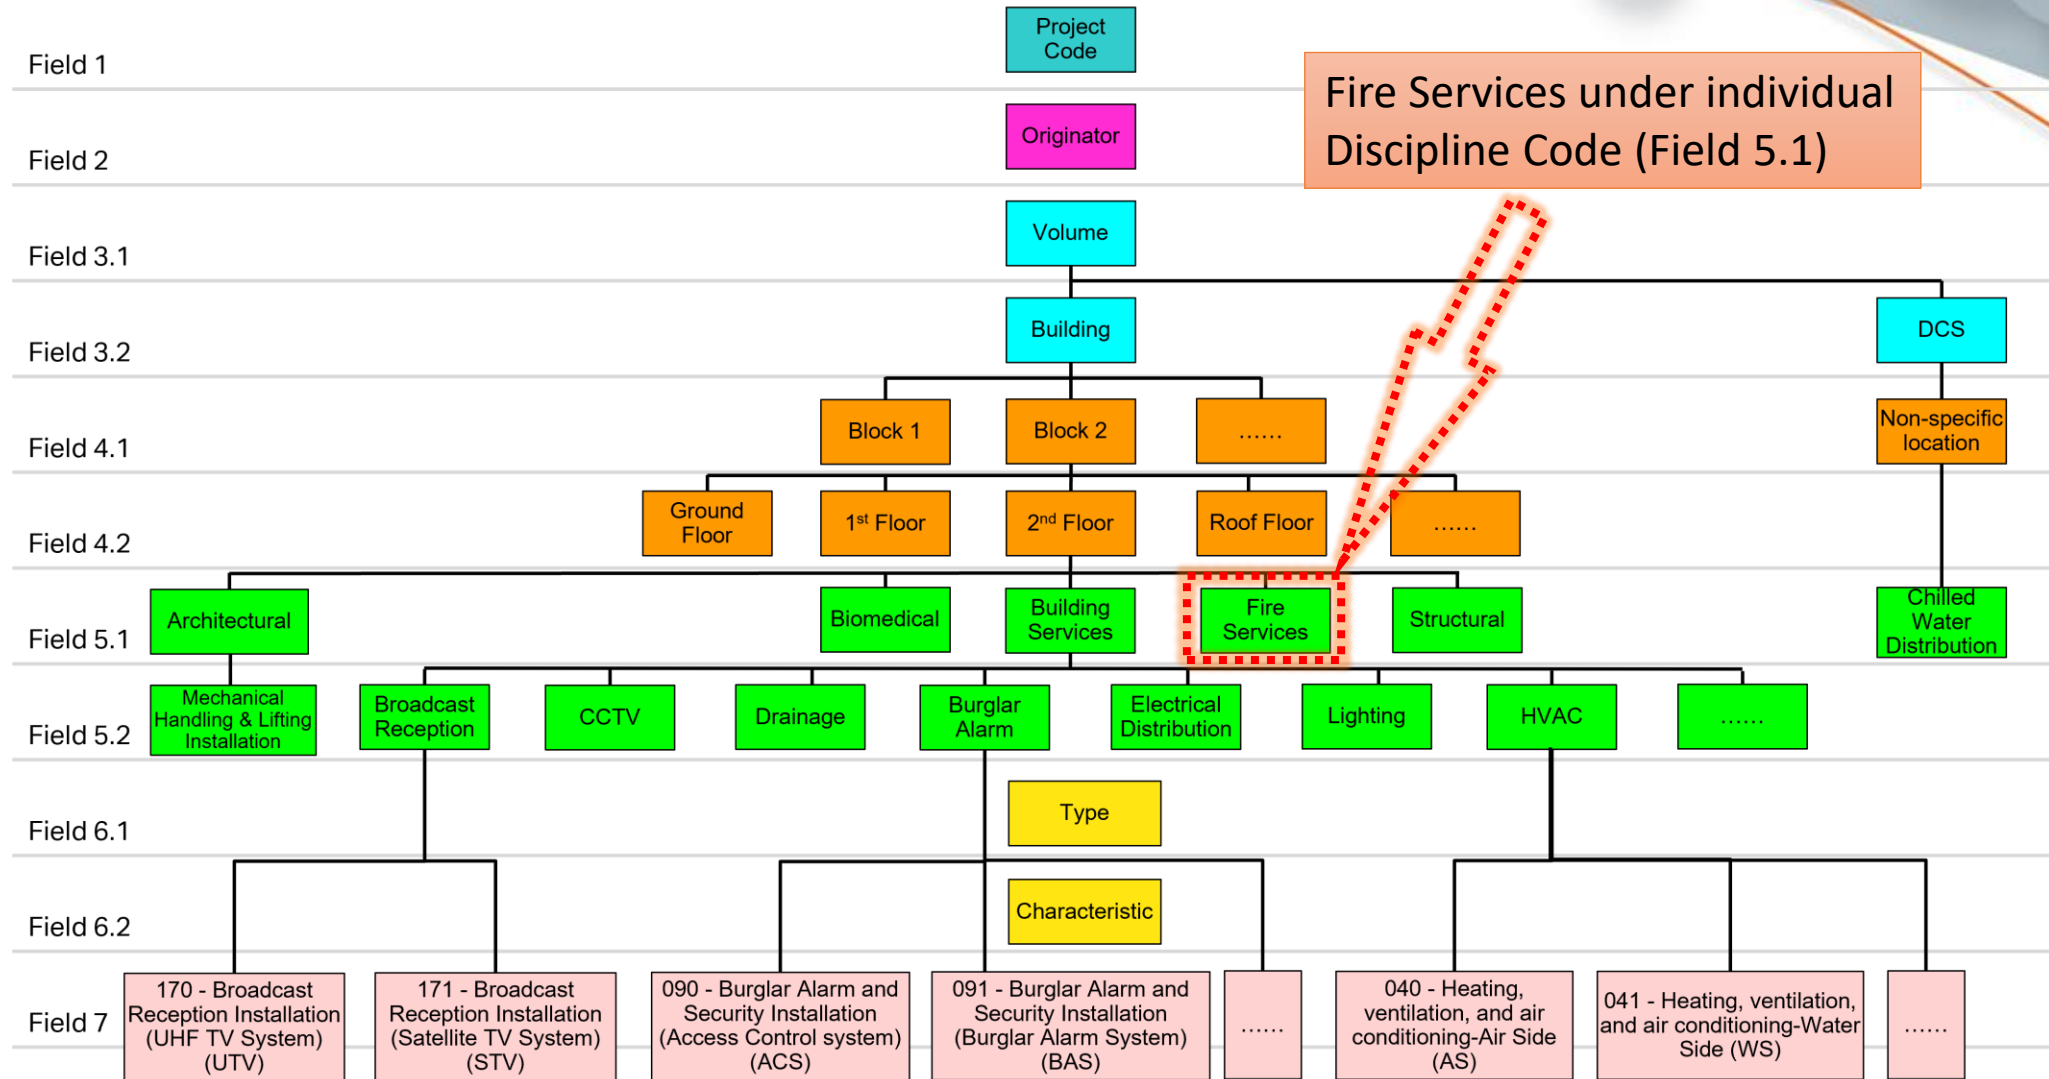 Project
Code
Field 1
Fire Services under individual
Discipline Code (Field 5.1)
Originator
Field 2
Volume
Field 3.1
Building
DCS
Field 3.2
Block 1
Block 2
......
Non-specific
location
Field 4.1
Ground
Floor
1st Floor
2nd Floor
Roof Floor
......
Field 4.2
Architectural
Biomedical
Building
Services
Fire
Services
Structural
Chilled
Water
Distribution
Field 5.1
Mechanical
Handling & Lifting
Installation
Broadcast
Reception
CCTV
Drainage
Burglar
Alarm
Electrical
Distribution
Lighting
HVAC
......
Field 5.2
Type
Field 6.1
Characteristic
Field 6.2
170 - Broadcast
Reception Installation
(UHF TV System)
(UTV)
171 - Broadcast
Reception Installation
(Satellite TV System)
(STV)
090 - Burglar Alarm and
Security Installation
(Access Control system)
(ACS)
091 - Burglar Alarm and
Security Installation
(Burglar Alarm System)
(BAS)
......
040 - Heating,
ventilation, and air
conditioning-Air Side
(AS)
041 - Heating, ventilation,
and air conditioning-Water
Side (WS)
......
Field 7